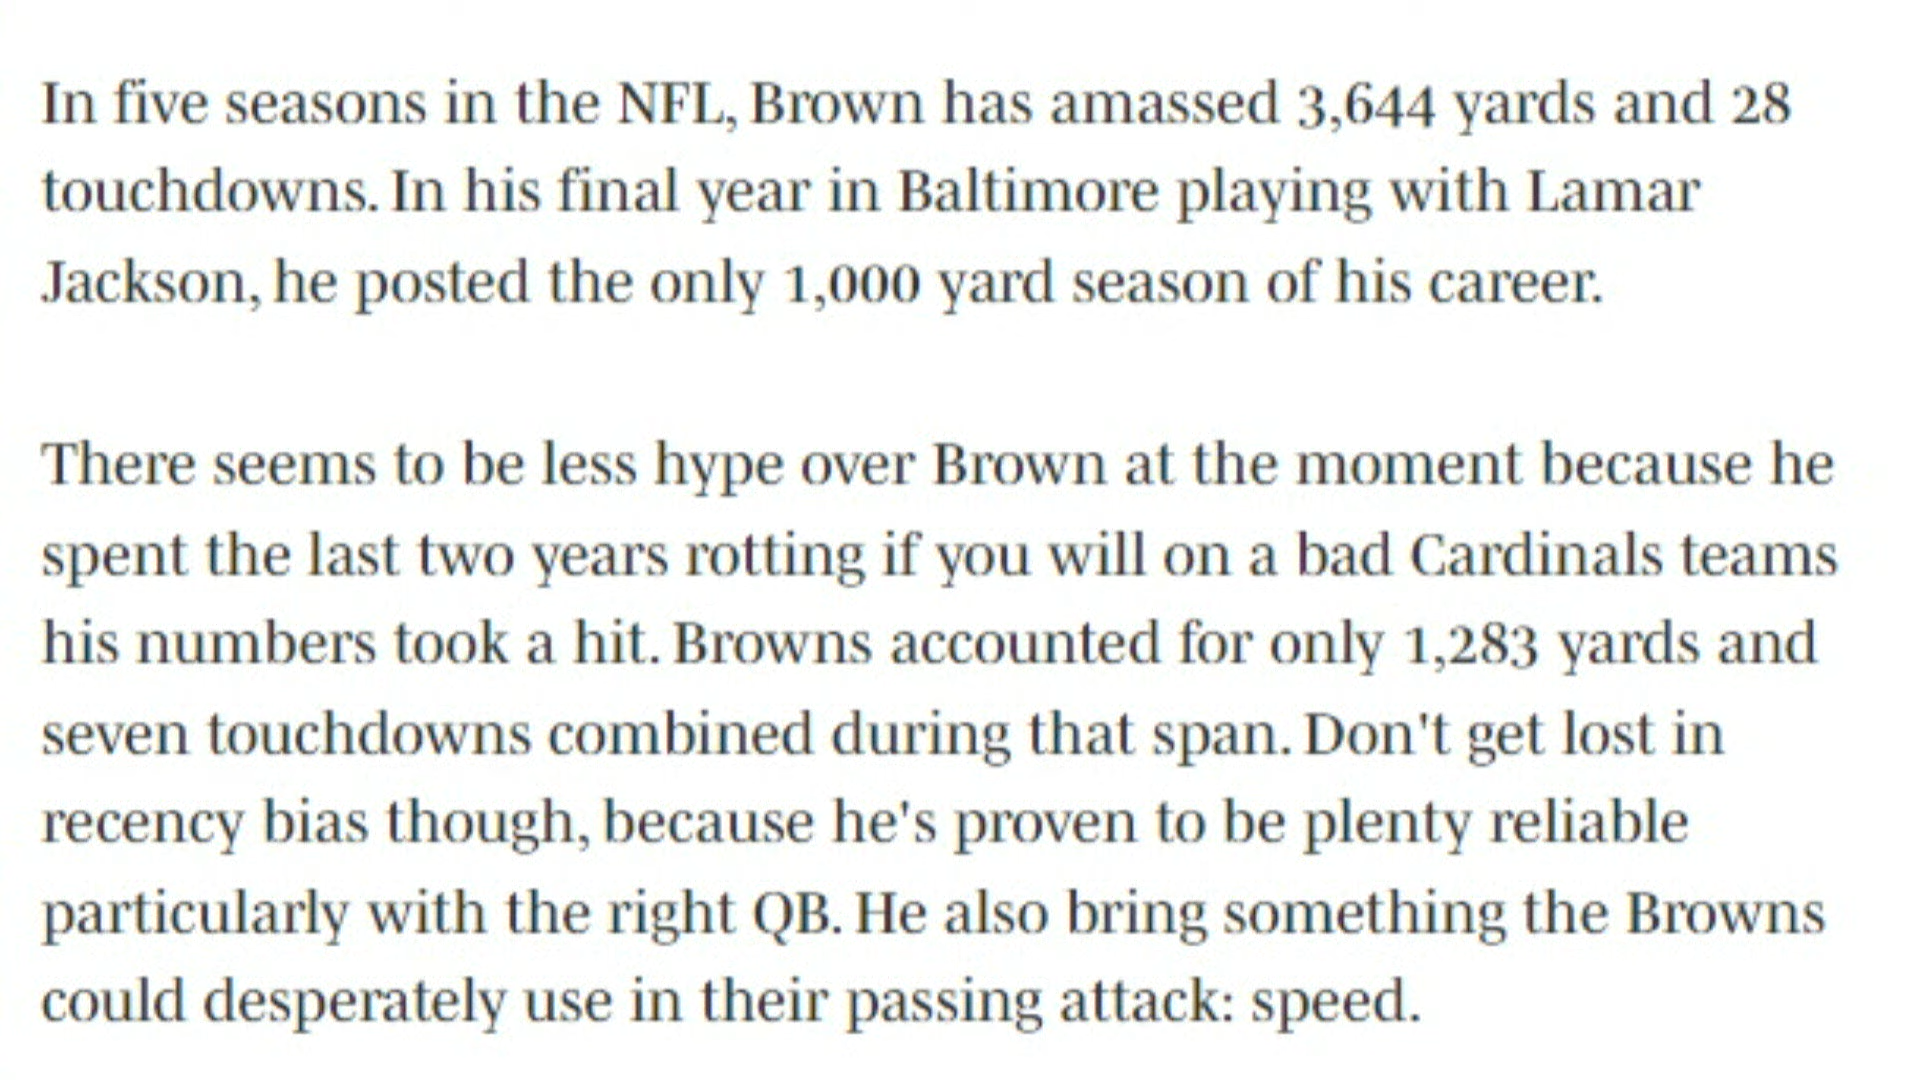 In five seasons in the NFL, Brown has amassed 3,644 yards and 28
touchdowns. In his final year in Baltimore playing with Lamar
Jackson, he posted the only 1,000 yard season of his career.
There seems to be less hype over Brown at the moment because he
spent the last two years rotting if you will on a bad Cardinals teams
his numbers took a hit. Browns accounted for only 1,283 yards and
seven touchdowns combined during that span. Don't get lost in
recency bias though, because he's proven to be plenty reliable
particularly with the right QB. He also bring something the Browns
could desperately use in their passing attack: speed.